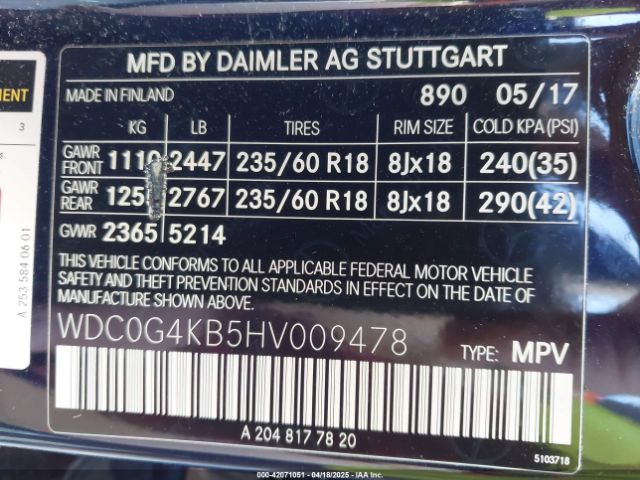 MFD BY DAIMLER AG STUTTGART
MADE IN FINLAND 890 05/17
KG LB TIRES RIM SIZE COLD KPA(PSI)
GAWR FRONT 1110 2447 235/60 R18 8Jx18 240(35)
GAWR REAR 125 2767 235/60 R18 8Jx18 290(42)
GVWR 2365 5214
THIS VEHICLE CONFORMS TO ALL APPLICABLE FEDERAL MOTOR VEHICLE
SAFETY AND THEFT PREVENTION STANDARDS IN EFFECT ON THE DATE OF
MANUFACTURE SHOWN ABOVE.
WDC0G4KB5HV009478
TYPE: MPV
A 204 817 78 20
5103718
MENT
3
A 253 584 06 01
000-42071051 - 04/18/2025 - IAAI.COM